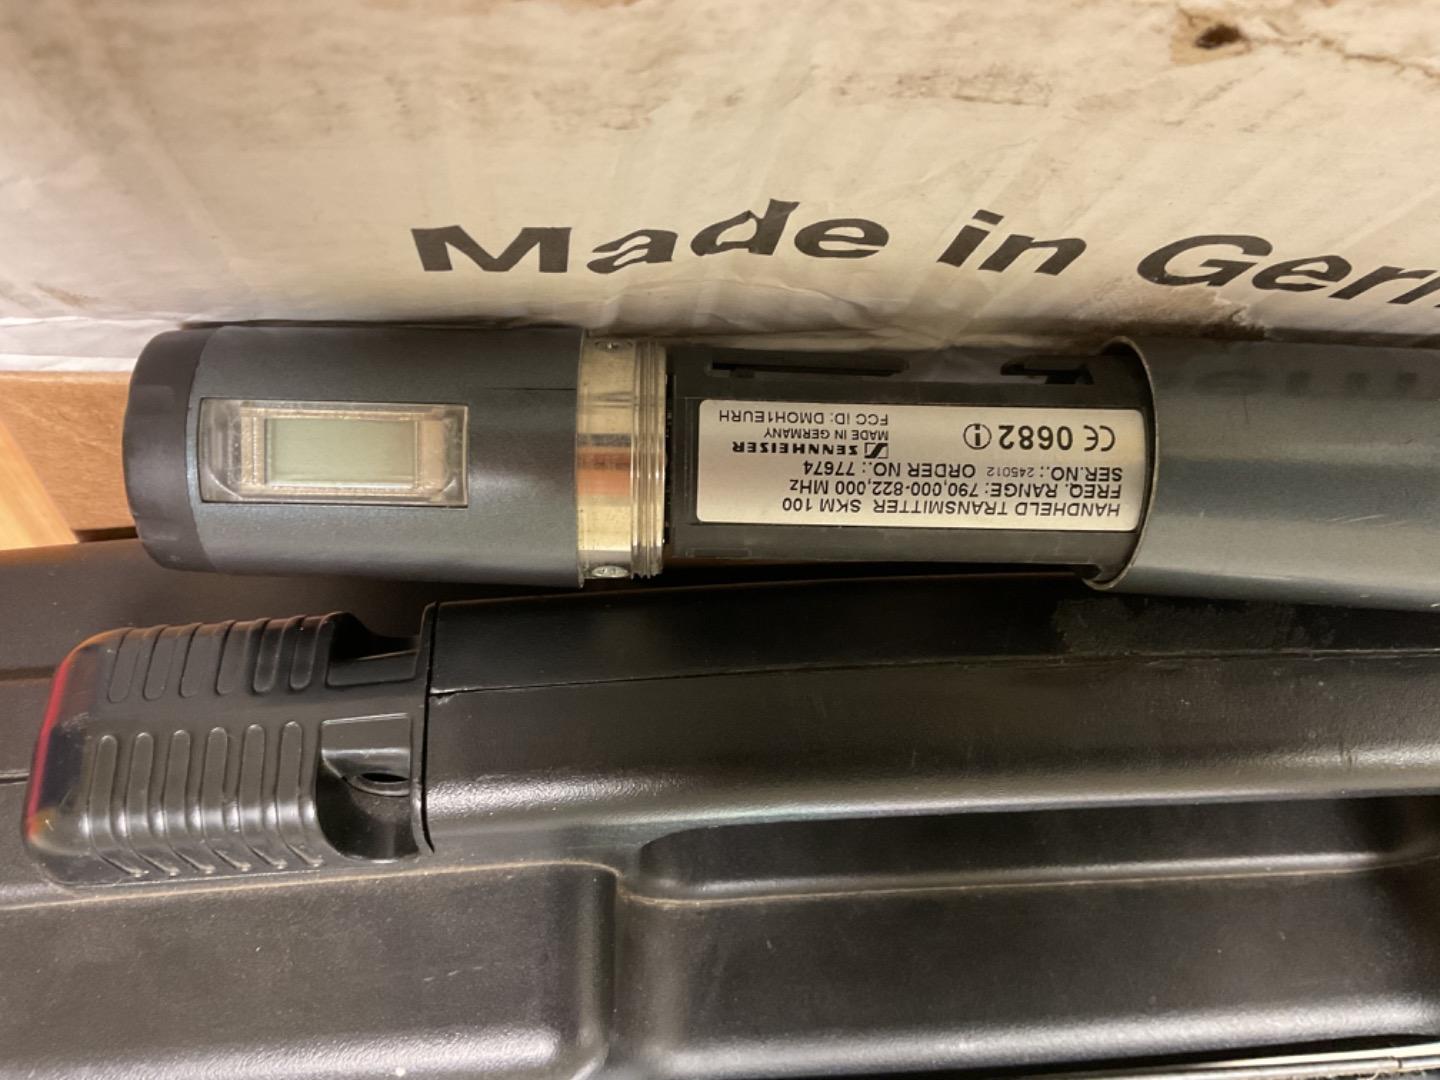 Made in Ger
HANDHELD TRANSMITTER SKM 100
FREQ. RANGE: 790,000-822,000 MHz
SER.NO.: 245012 ORDER NO.: 77674
CE 0682 SENNHEISER
MADE IN GERMANY
FCC ID: DMOH1EURH